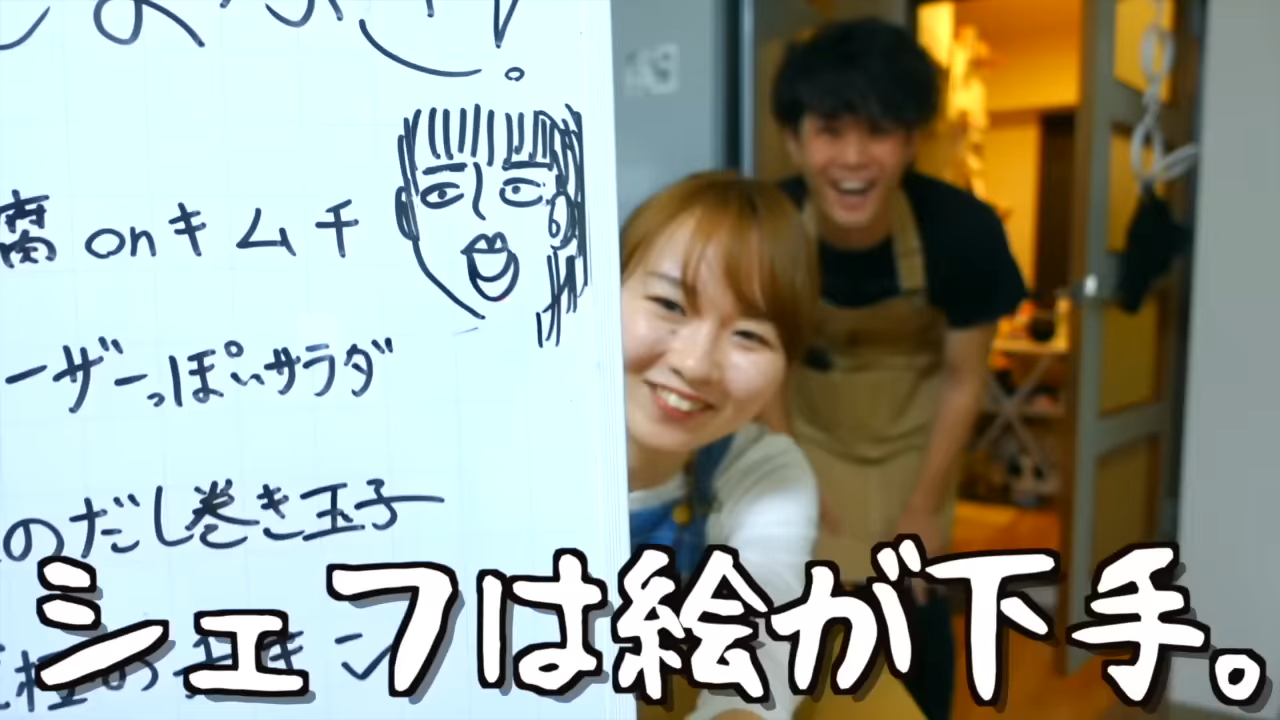 腐onキムチ
ーザーっぽいサラダ
のだし巻き玉子
シェフは絵が下手。